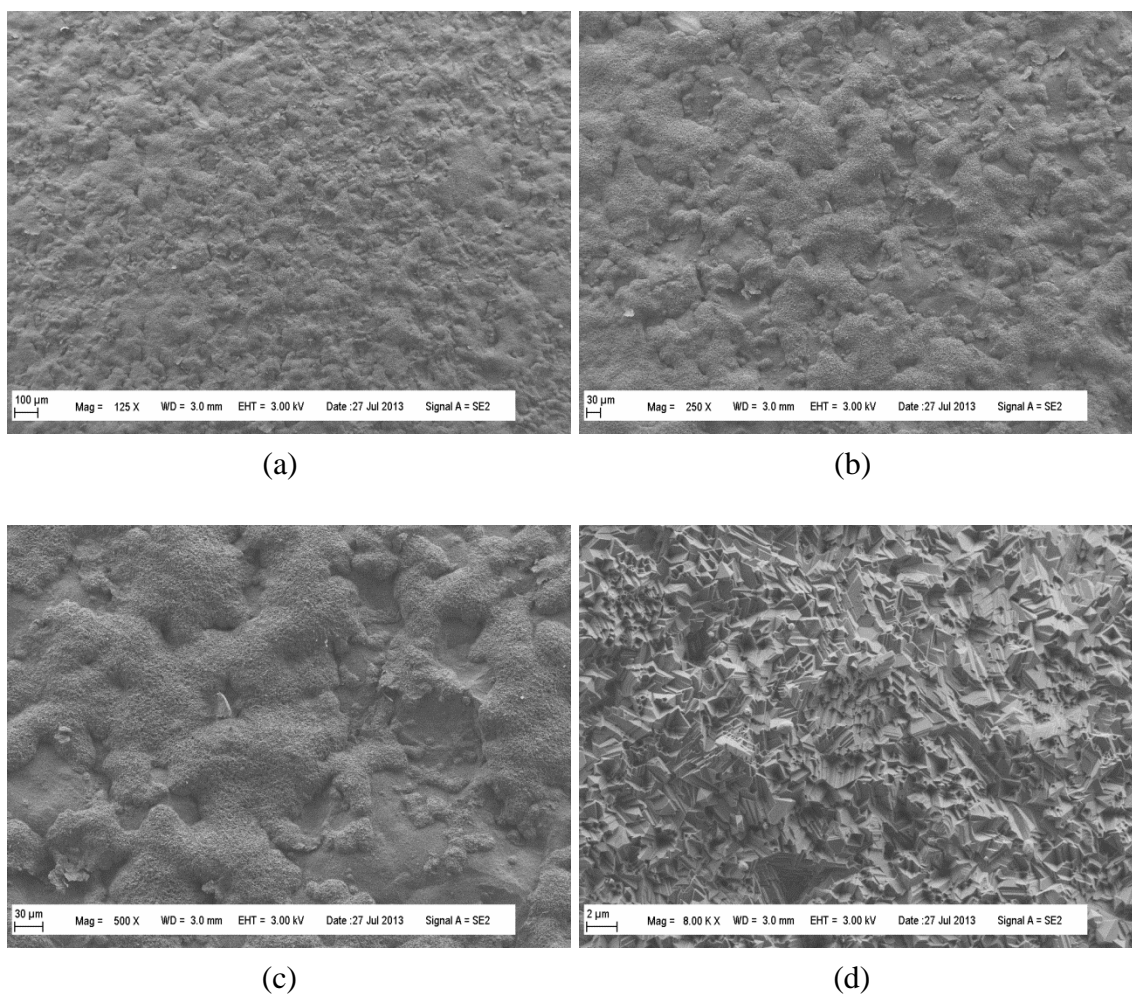 100 µm Mag = 125 X WD = 3.0 mm EHT = 3.00 kV Date :27 Jul 2013 Signal A = SE2
30 µm Mag = 250 X WD = 3.0 mm EHT = 3.00 kV Date :27 Jul 2013 Signal A = SE2
(a)
(b)
30 µm Mag = 500 X WD = 3.0 mm EHT = 3.00 kV Date :27 Jul 2013 Signal A = SE2
2 µm Mag = 8.00 K X WD = 3.0 mm EHT = 3.00 kV Date :27 Jul 2013 Signal A = SE2
(c)
(d)